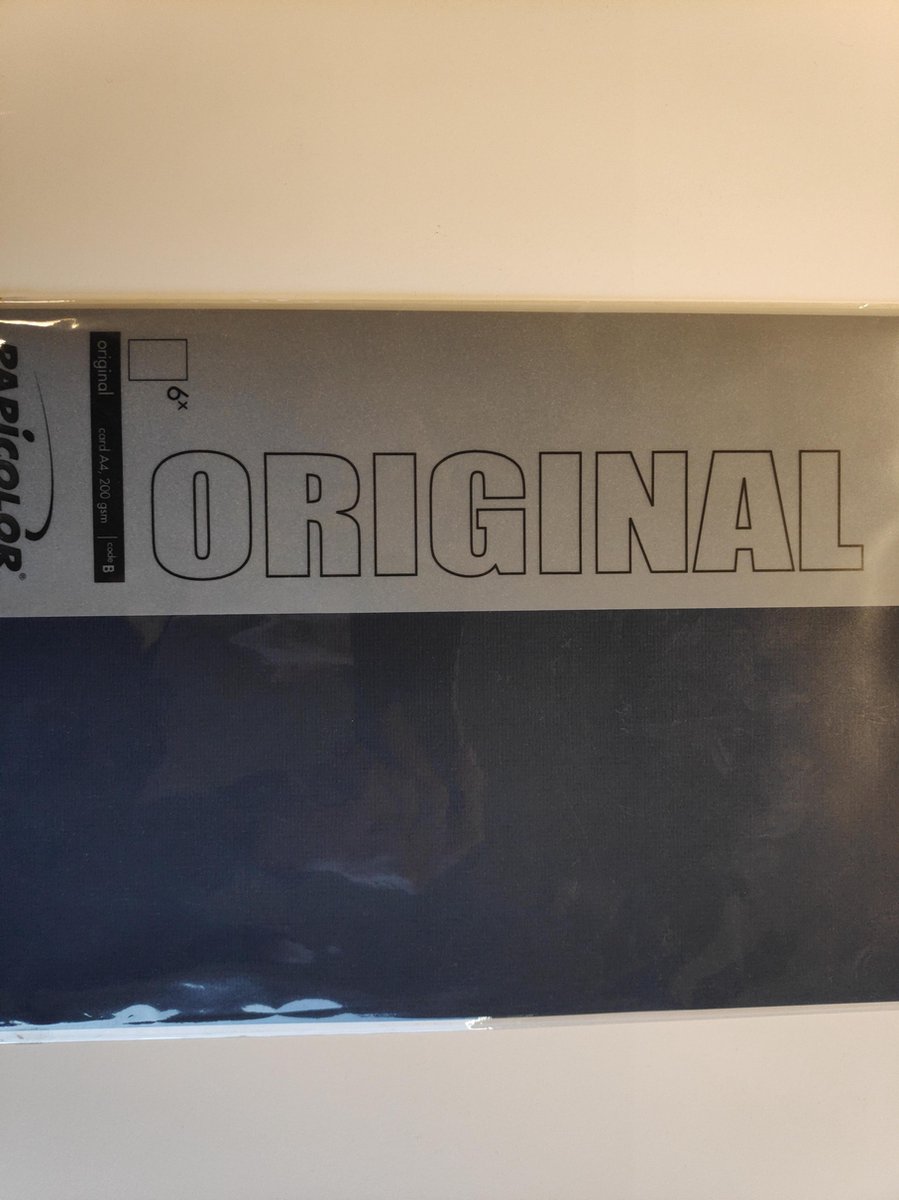 PAPiCOLOR®
original card A4, 200 gsm | code B
6x
ORIGINAL